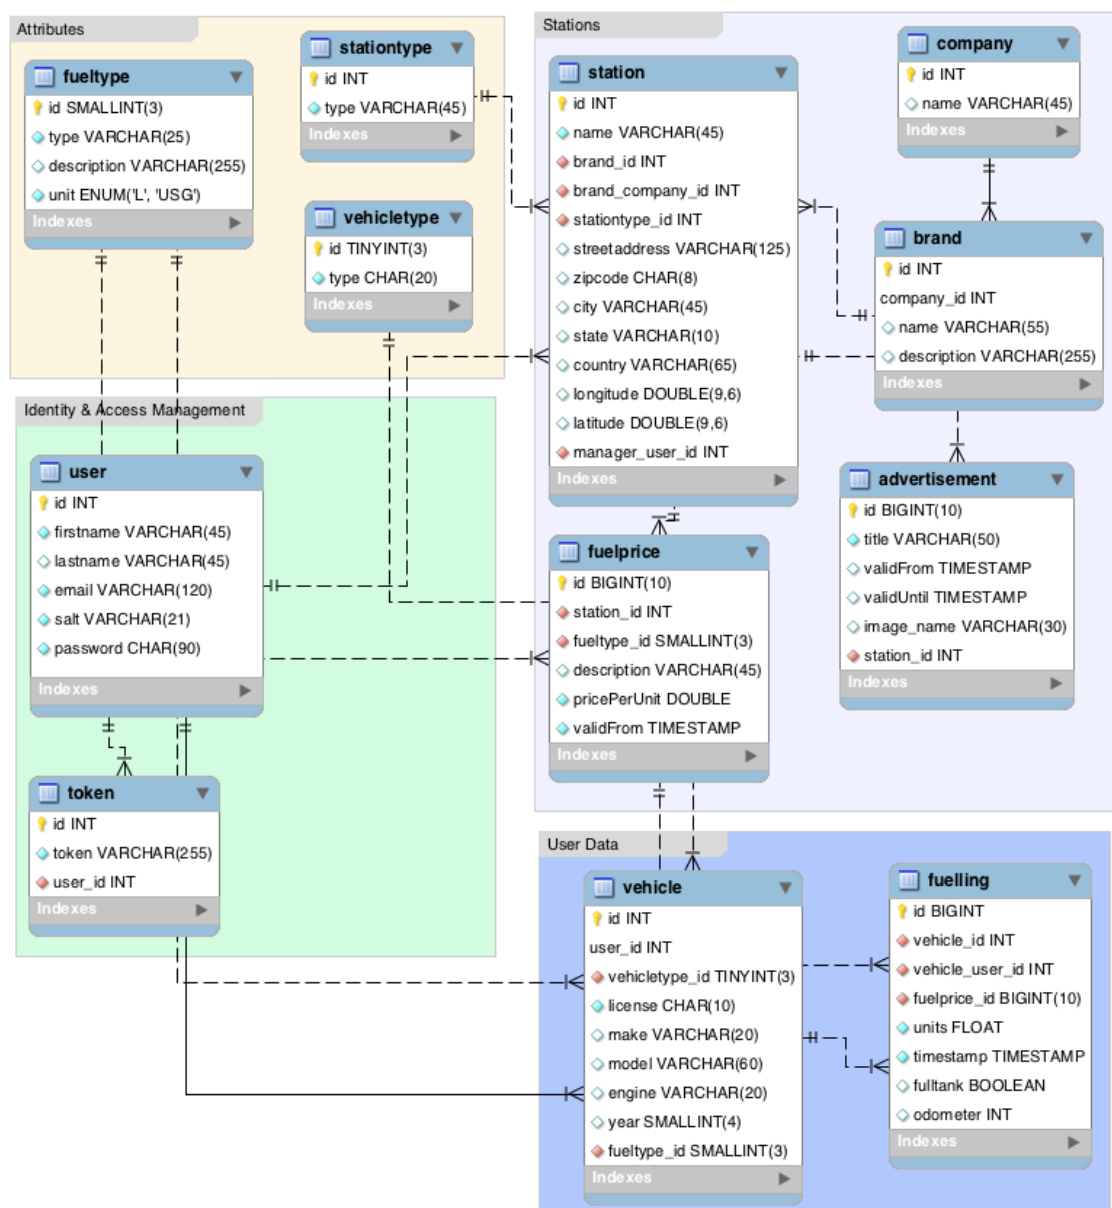 Attributes
fueltype
id SMALLINT(3)
type VARCHAR(25)
description VARCHAR(255)
unit ENUM('L', 'USG')
Indexes
stationtype
id INT
type VARCHAR(45)
Indexes
vehicletype
id TINYINT(3)
type CHAR(20)
Indexes
Stations
station
id INT
name VARCHAR(45)
brand_id INT
brand_company_id INT
stationtype_id INT
streetaddress VARCHAR(125)
zipcode CHAR(8)
city VARCHAR(45)
state VARCHAR(10)
country VARCHAR(65)
longitude DOUBLE(9,6)
latitude DOUBLE(9,6)
manager_user_id INT
Indexes
company
id INT
name VARCHAR(45)
Indexes
brand
id INT
company_id INT
name VARCHAR(55)
description VARCHAR(255)
Indexes
advertisement
id BIGINT(10)
title VARCHAR(50)
validFrom TIMESTAMP
validUntil TIMESTAMP
image_name VARCHAR(30)
station_id INT
Indexes
fuelprice
id BIGINT(10)
station_id INT
fueltype_id SMALLINT(3)
description VARCHAR(45)
pricePerUnit DOUBLE
validFrom TIMESTAMP
Indexes
Identity & Access Management
user
id INT
firstname VARCHAR(45)
lastname VARCHAR(45)
email VARCHAR(120)
salt VARCHAR(21)
password CHAR(90)
Indexes
token
id INT
token VARCHAR(255)
user_id INT
Indexes
User Data
vehicle
id INT
user_id INT
vehicletype_id TINYINT(3)
license CHAR(10)
make VARCHAR(20)
model VARCHAR(60)
engine VARCHAR(20)
year SMALLINT(4)
fueltype_id SMALLINT(3)
Indexes
fuelling
id BIGINT
vehicle_id INT
vehicle_user_id INT
fuelprice_id BIGINT(10)
units FLOAT
timestamp TIMESTAMP
fulltank BOOLEAN
odometer INT
Indexes